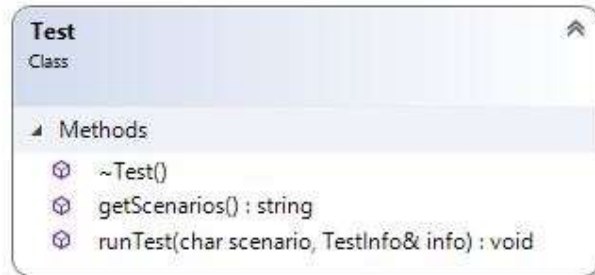 Test
Class
Methods
~Test()
getScenarios() : string
runTest(char scenario, TestInfo& info) : void